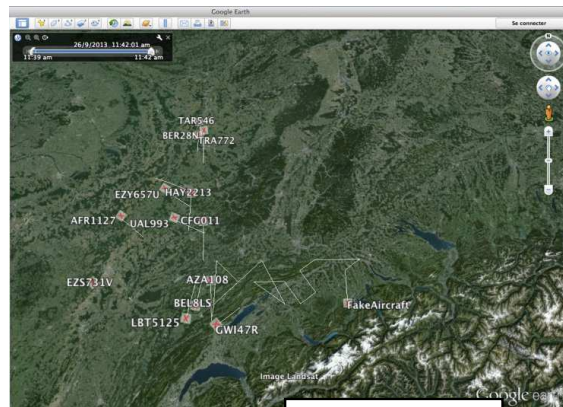 Google Earth
Se connecter
26/9/2013 11:42:01 am
11:39 am
11:42 am
TAR546
TRA772
EZY657U
HAY2213
AFR1127
UAL993
CFG011
EZS731V
AZA108
BEL8LS
LBT5125
GWI47R
FakeAircraft
Image Landsat
Google earth